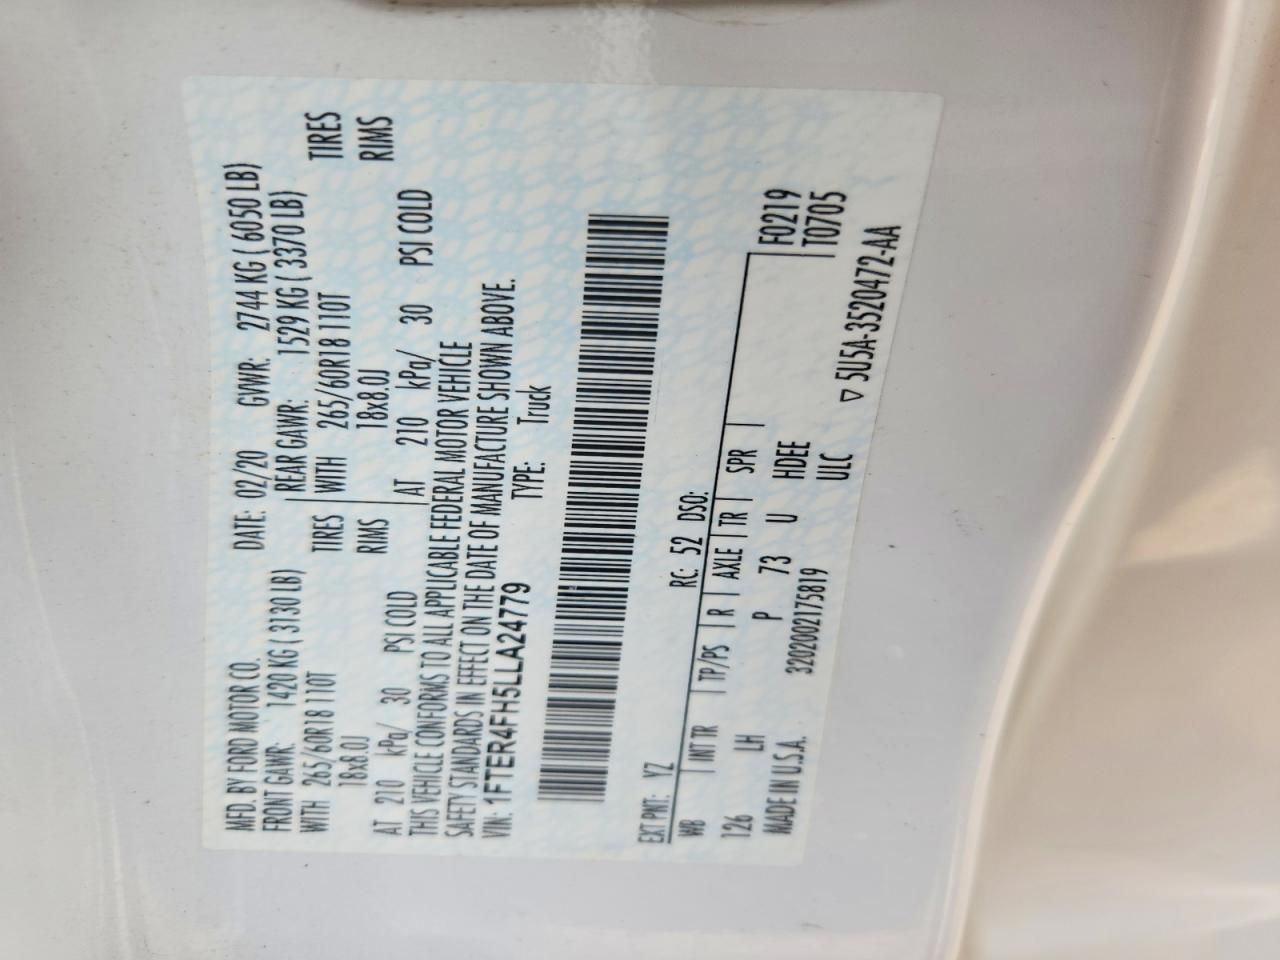 MFD. BY FORD MOTOR CO. DATE: 02/20 GVWR: 2744 KG ( 6050 LB)
FRONT GAWR: 1420 KG ( 3130 LB) REAR GAWR: 1529 KG ( 3370 LB)
WITH 265/60R18 110T TIRES WITH 265/60R18 110T TIRES
18x8.0J RIMS 18x8.0J RIMS
AT 210 kPa/ 30 PSI COLD AT 210 kPa/ 30 PSI COLD
THIS VEHICLE CONFORMS TO ALL APPLICABLE FEDERAL MOTOR VEHICLE
SAFETY STANDARDS IN EFFECT ON THE DATE OF MANUFACTURE SHOWN ABOVE.
VIN: 1FTER4FH5LLA24779 TYPE: Truck
EXT PNT: YZ RC: 52 DSO:
WB INT TR TP/PS R AXLE TR SPR F0219
126 LH P 73 U HDEE T0705
MADE IN U.S.A. 3202002175819 ULC
▽ 5U5A-3520472-AA